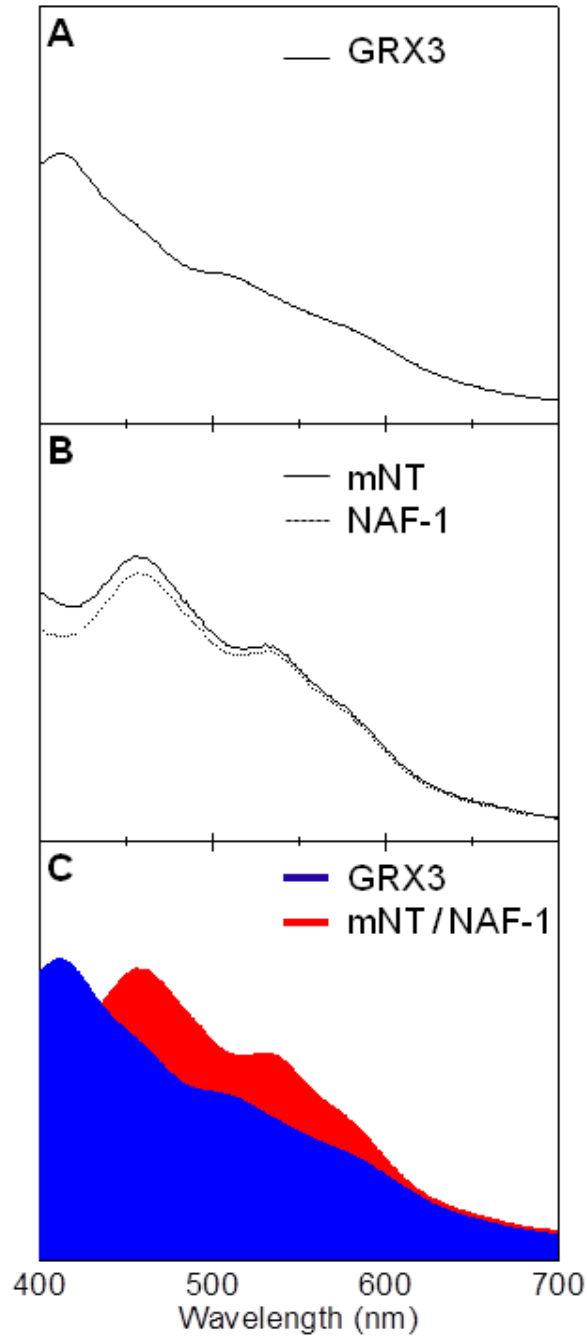 A
GRX3
B
mNT
NAF-1
C
GRX3
mNT / NAF-1
400 500 600 700
Wavelength (nm)